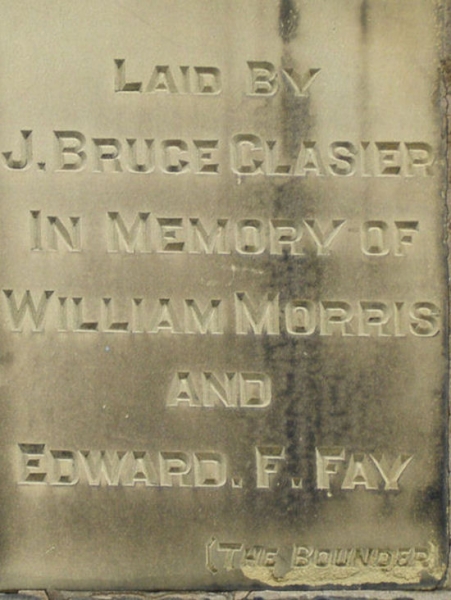 LAID BY
J. BRUCE GLASIER
IN MEMORY OF
WILLIAM MORRIS
AND
EDWARD. F. FAY
(THE BOUNDER)